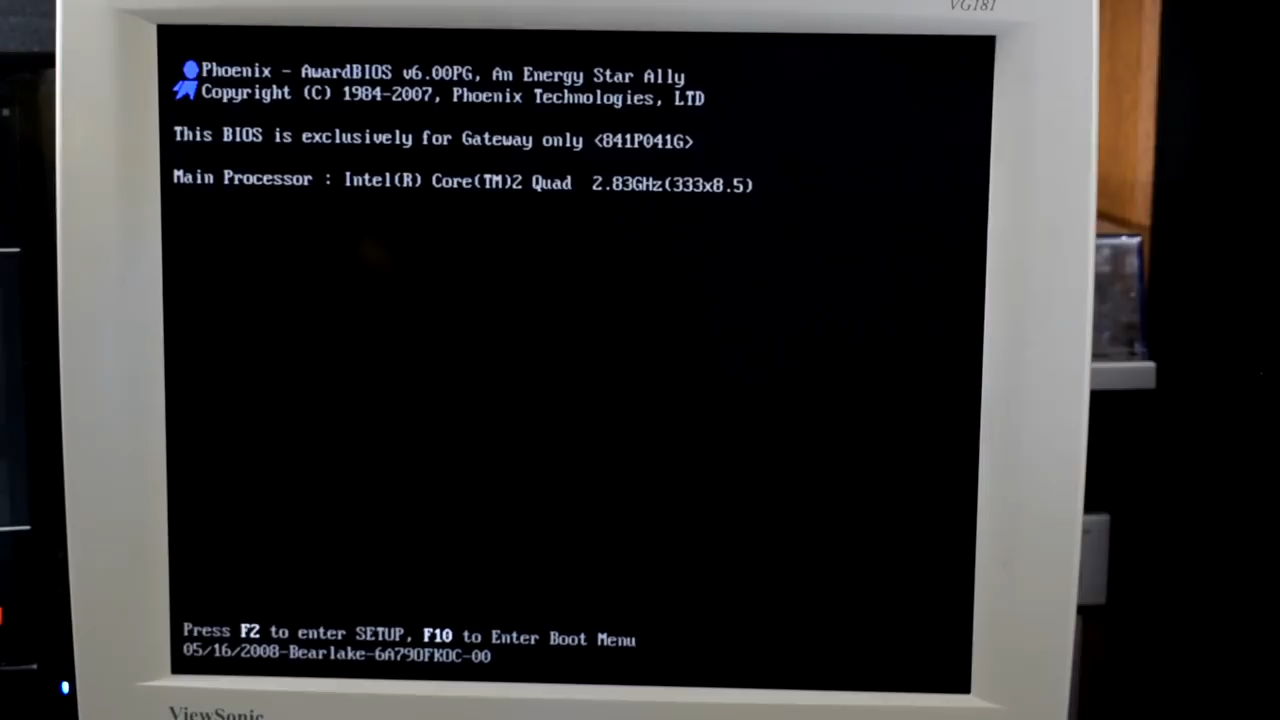 VG181
Phoenix - AwardBIOS v6.00PG, An Energy Star Ally
Copyright (C) 1984-2007, Phoenix Technologies, LTD
This BIOS is exclusively for Gateway only <841P041G>
Main Processor : Intel(R) Core(TM)2 Quad 2.83GHz(333x8.5)
Press F2 to enter SETUP, F10 to Enter Boot Menu
05/16/2008-Bearlake-6A79OFKOC-00
ViewSonic